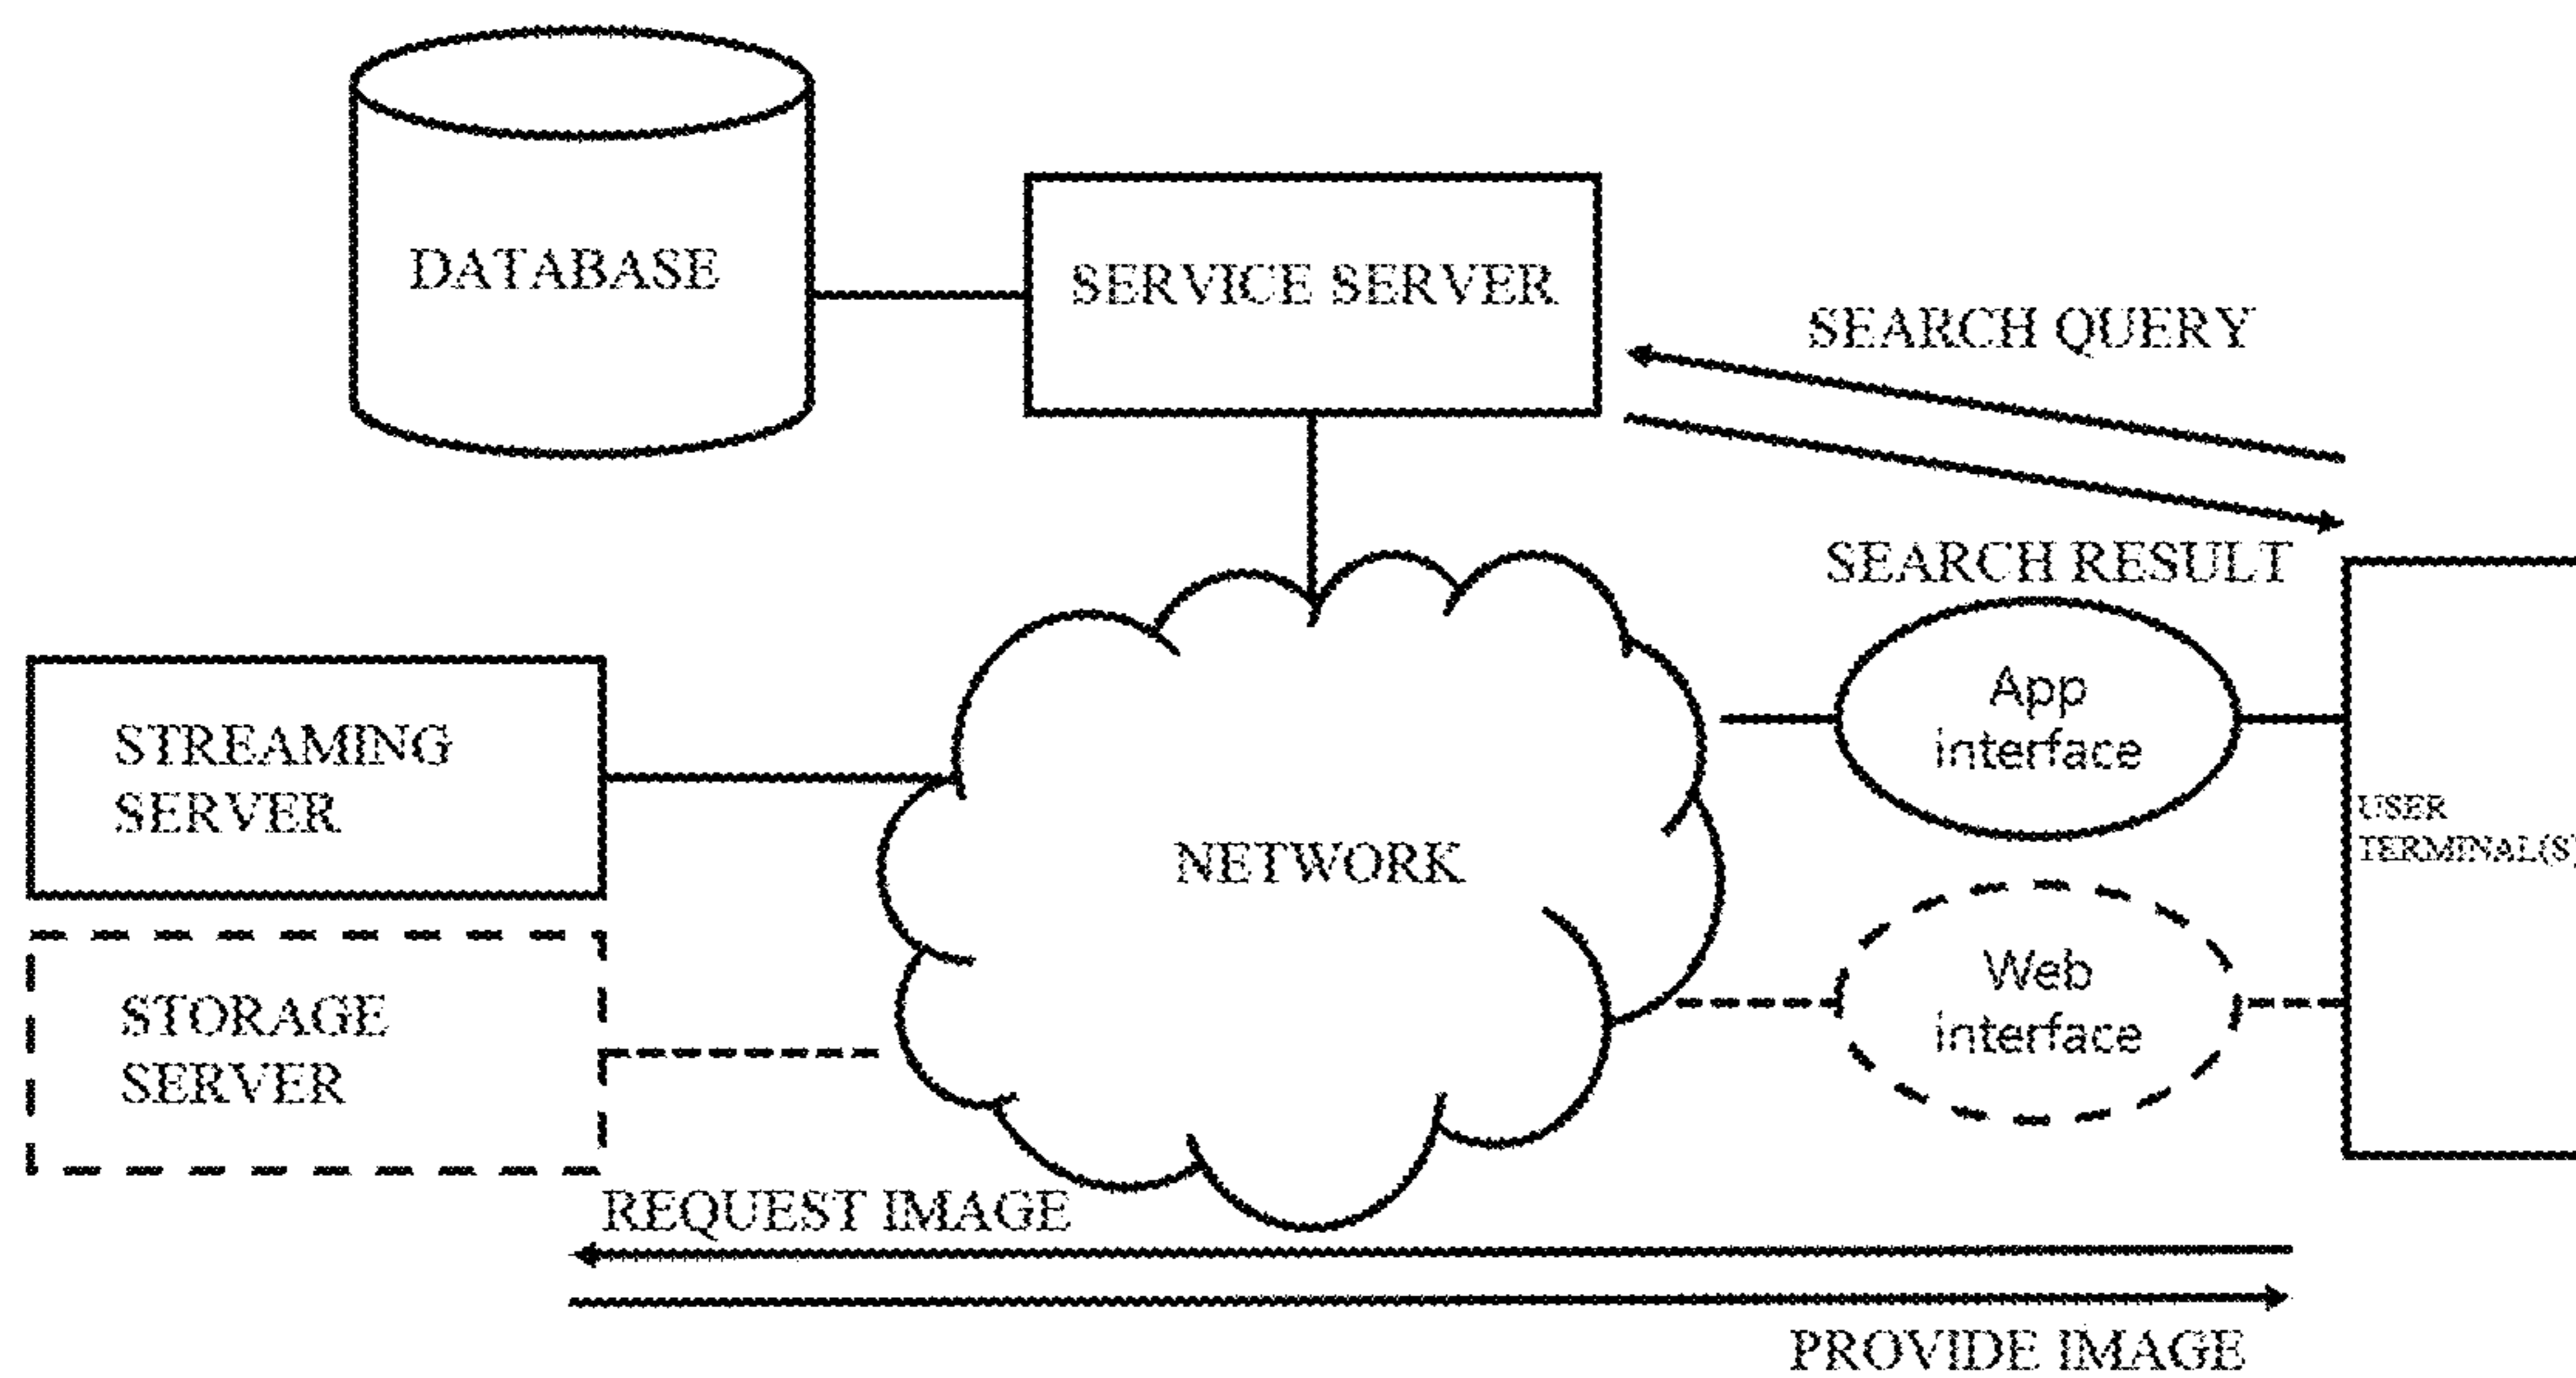 DATABASE
SERVICE SERVER
SEARCH QUERY
SEARCH RESULT
STREAMING
SERVER
App
interface
NETWORK
USER
TERMINAL(S)
Web
interface
STORAGE
SERVER
REQUEST IMAGE
PROVIDE IMAGE